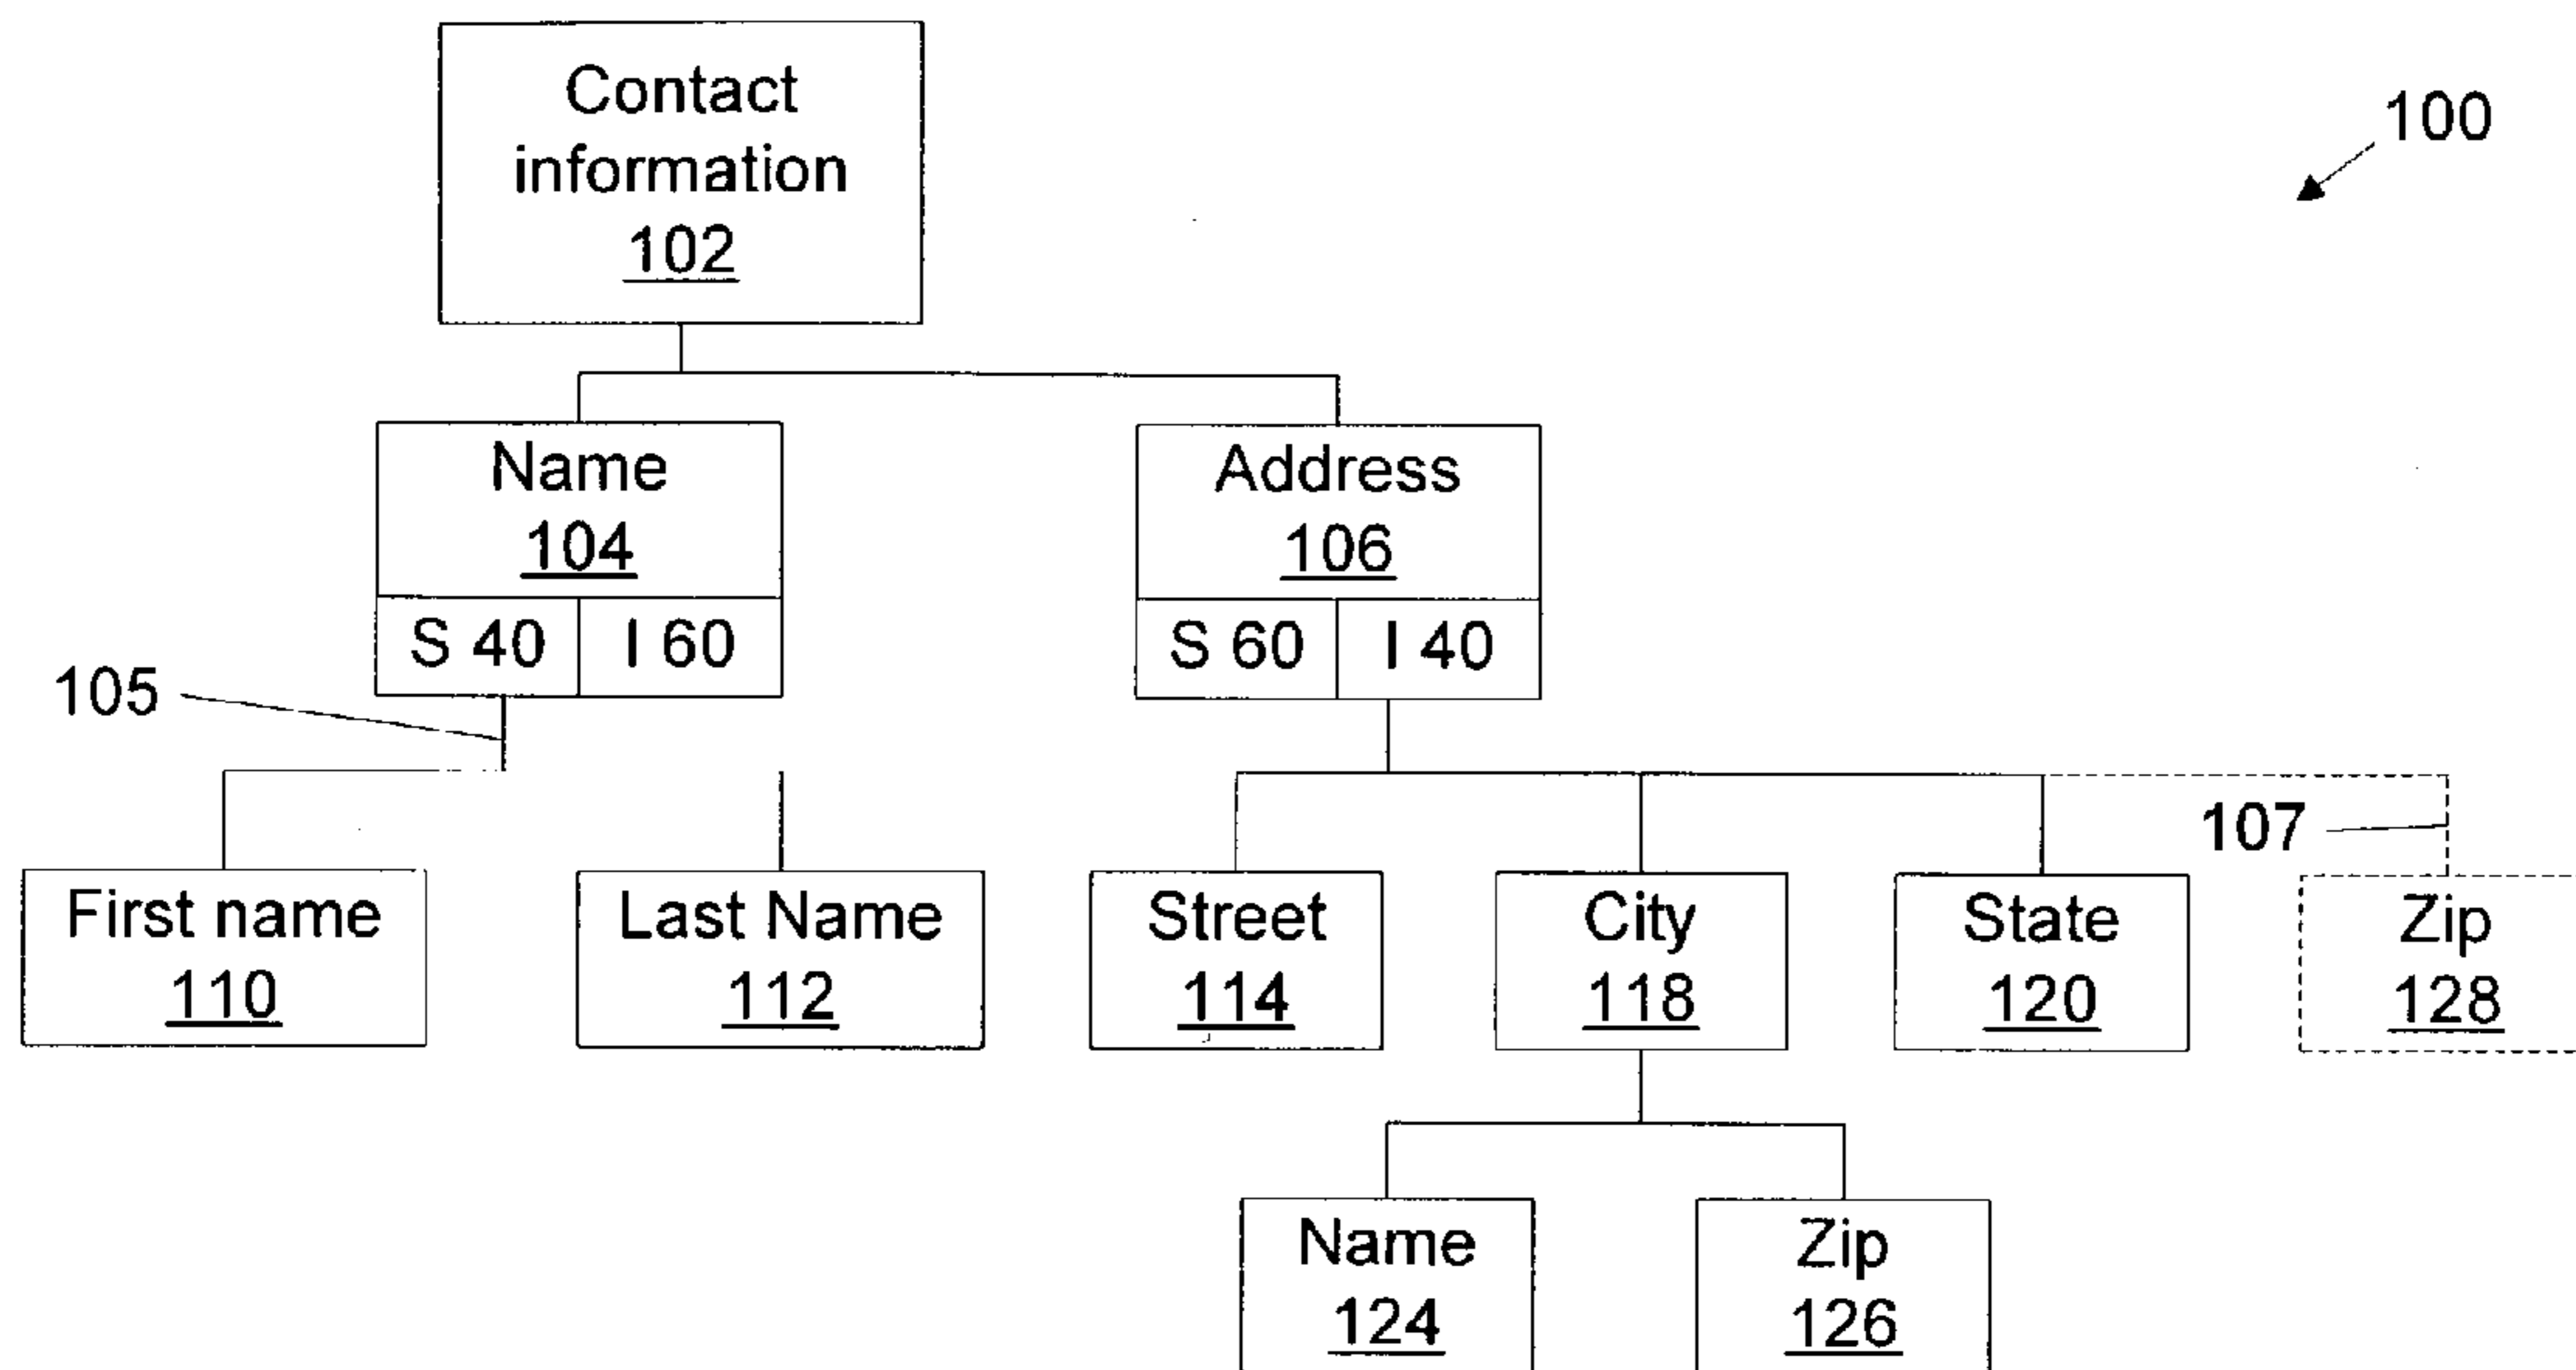 Contact
information
102
100
Name
104
S 40
I 60
Address
106
S 60
I 40
105
107
First name
110
Last Name
112
Street
114
City
118
State
120
Zip
128
Name
124
Zip
126